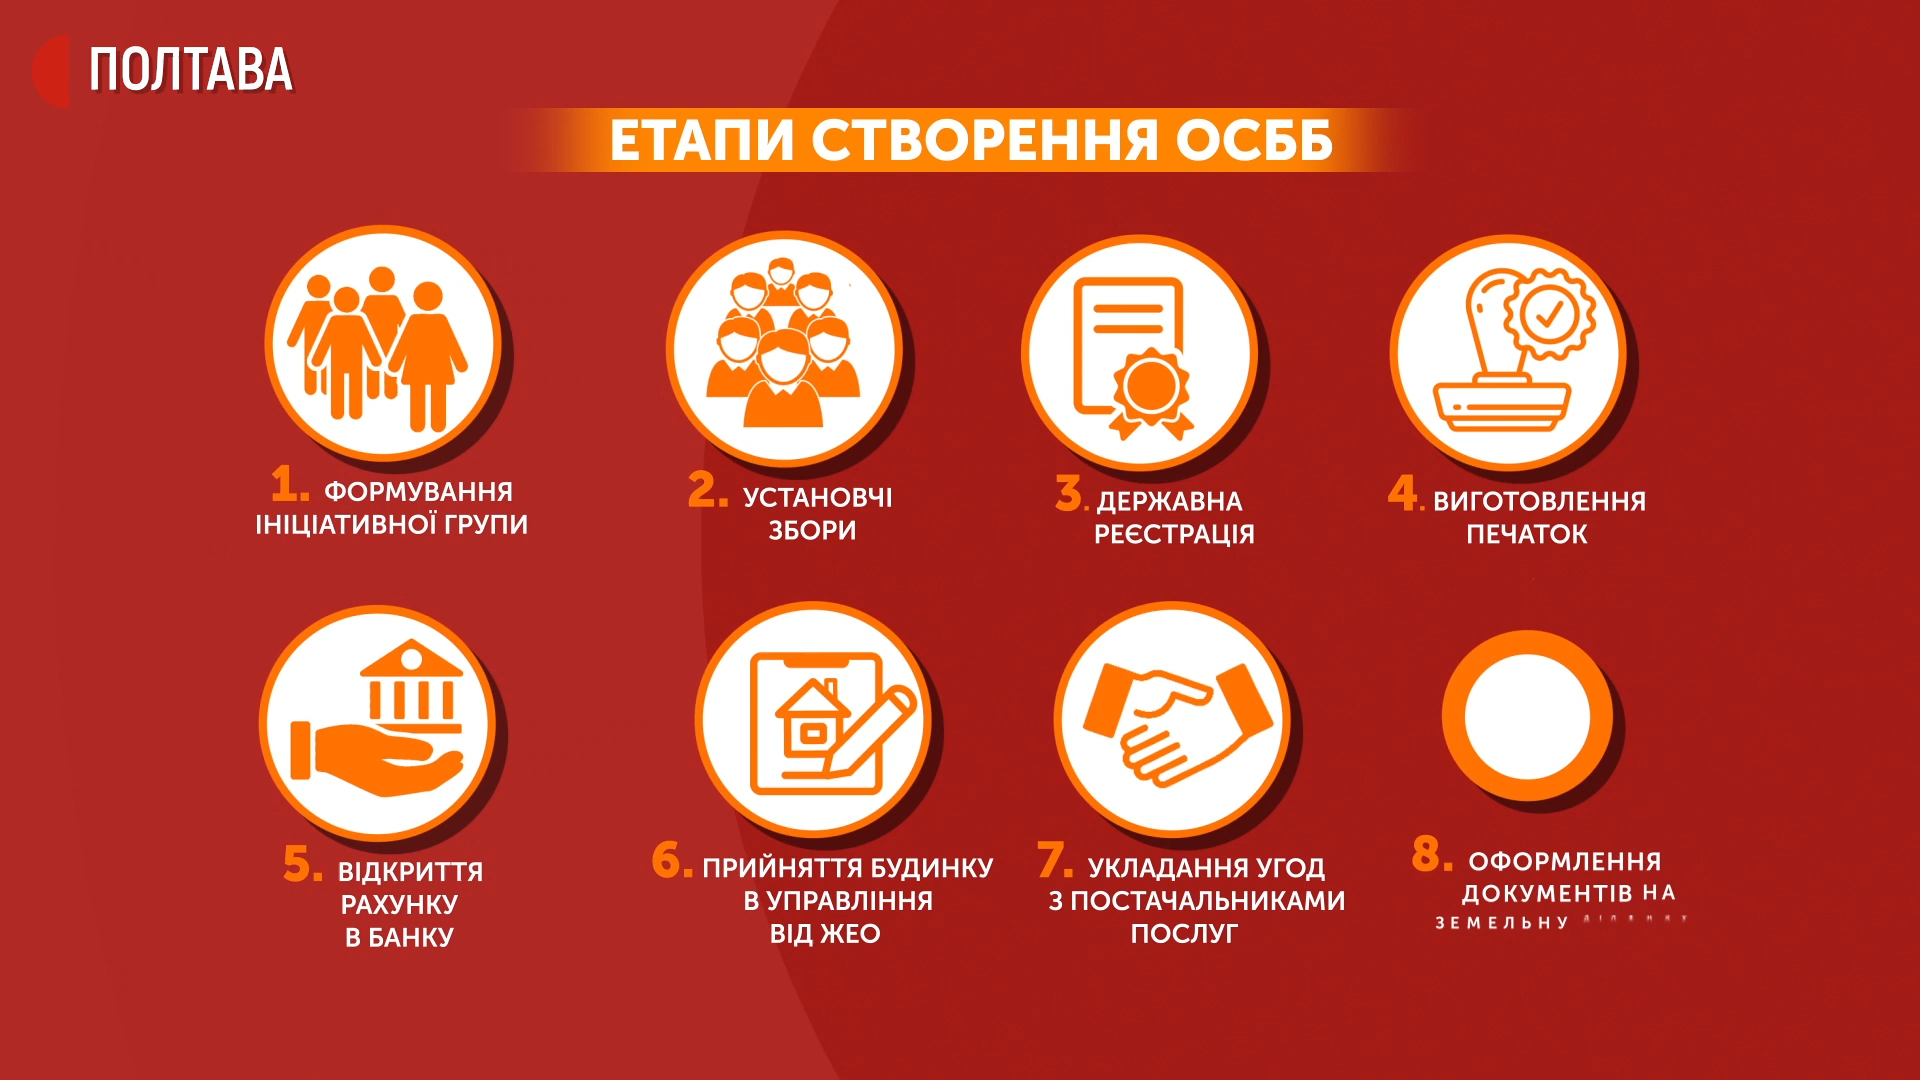 ПОЛТАВА
ЕТАПИ СТВОРЕННЯ ОСББ
1. ФОРМУВАННЯ
ІНІЦІАТИВНОЇ ГРУПИ
2. УСТАНОВЧІ
ЗБОРИ
3. ДЕРЖАВНА
РЕЄСТРАЦІЯ
4. ВИГОТОВЛЕННЯ
ПЕЧАТОК
5. ВІДКРИТТЯ
РАХУНКУ
В БАНКУ
6. ПРИЙНЯТТЯ БУДИНКУ
В УПРАВЛІННЯ
ВІД ЖЕО
7. УКЛАДАННЯ УГОД
З ПОСТАЧАЛЬНИКАМИ
ПОСЛУГ
8. ОФОРМЛЕННЯ
ДОКУМЕНТІВ НА
ЗЕМЕЛЬНУ